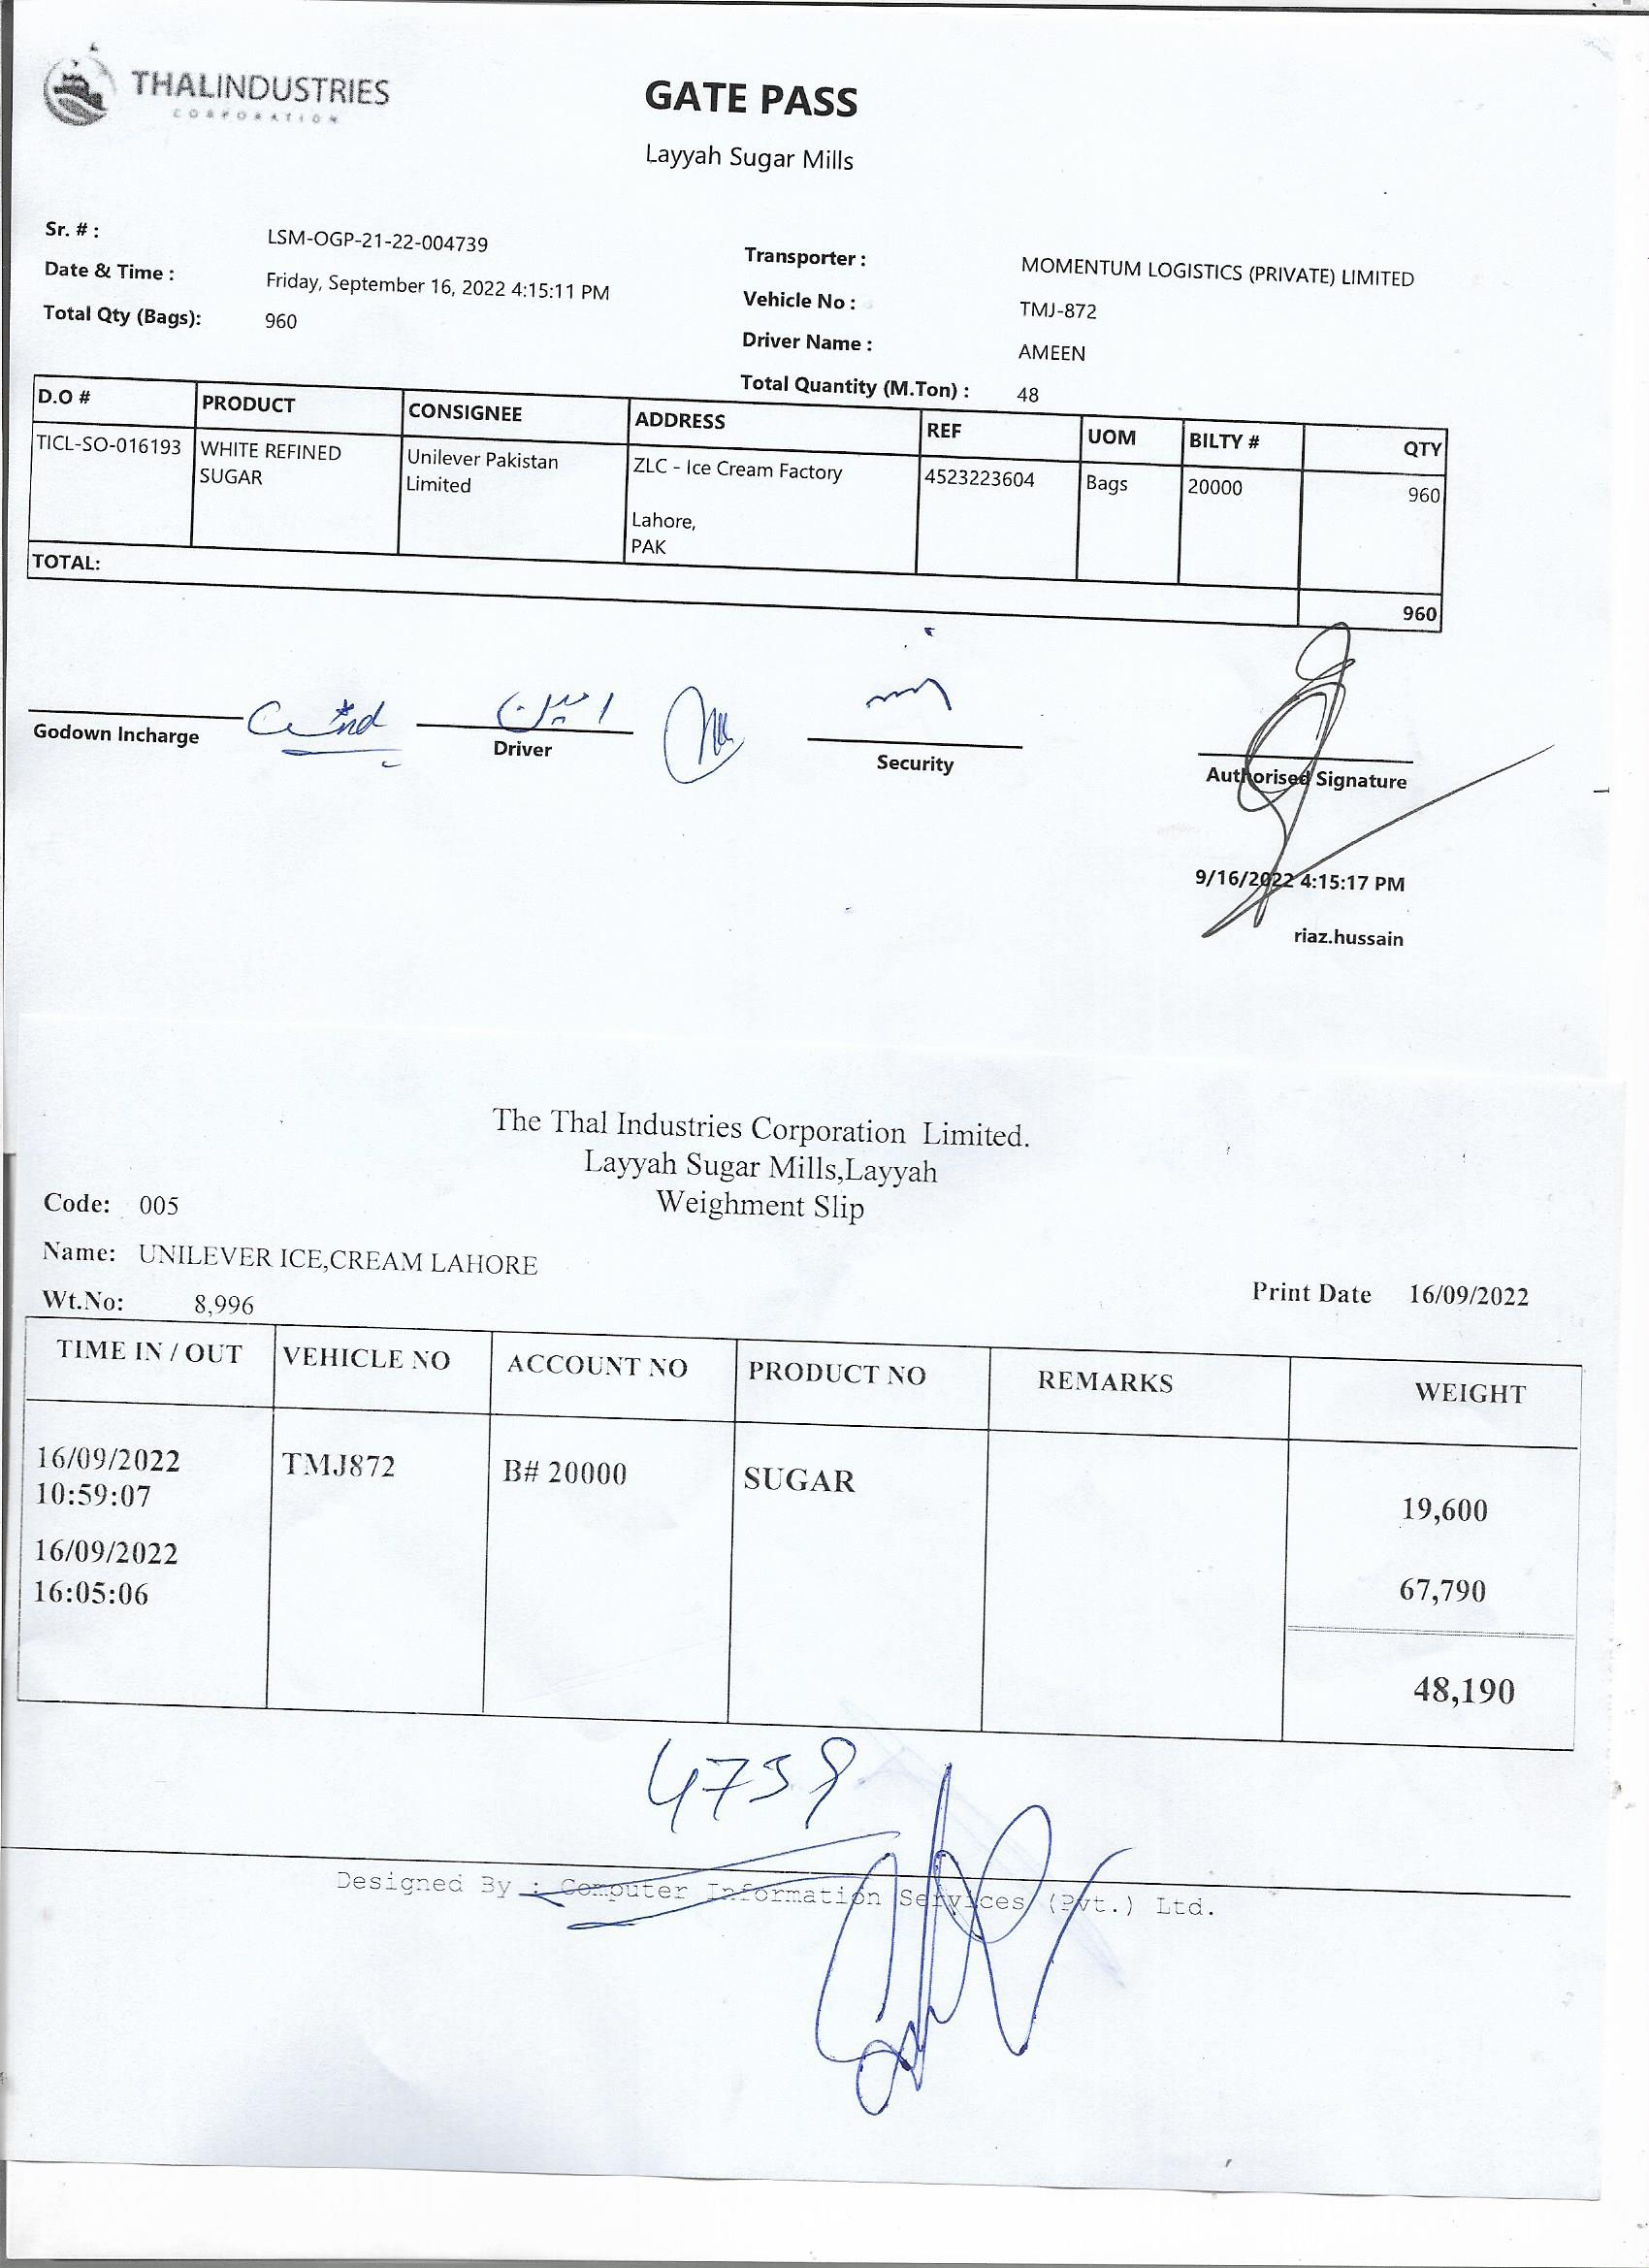 THALINDUSTRIES
CORPORATION
GATE PASS
Layyah Sugar Mills
Sr. # : LSM-OGP-21-22-004739
Date & Time : Friday, September 16, 2022 4:15:11 PM
Total Qty (Bags): 960
Transporter : MOMENTUM LOGISTICS (PRIVATE) LIMITED
Vehicle No : TMJ-872
Driver Name : AMEEN
Total Quantity (M.Ton) : 48
D.O # PRODUCT CONSIGNEE ADDRESS REF UOM BILTY # QTY
TICL-SO-016193 WHITE REFINED Unilever Pakistan ZLC - Ice Cream Factory 4523223604 Bags 20000 960
SUGAR Limited
Lahore,
PAK
TOTAL: 960
امین
Godown Incharge Driver Security Authorised Signature
9/16/2022 4:15:17 PM
riaz.hussain
The Thal Industries Corporation Limited.
Layyah Sugar Mills,Layyah
Weighment Slip
Code: 005
Name: UNILEVER ICE,CREAM LAHORE
Wt.No: 8,996
Print Date 16/09/2022
TIME IN / OUT VEHICLE NO ACCOUNT NO PRODUCT NO REMARKS WEIGHT
16/09/2022 TMJ872 B# 20000 SUGAR
10:59:07 19,600
16/09/2022
16:05:06 67,790
48,190
4739
Designed By : Computer Information Services (Pvt.) Ltd.